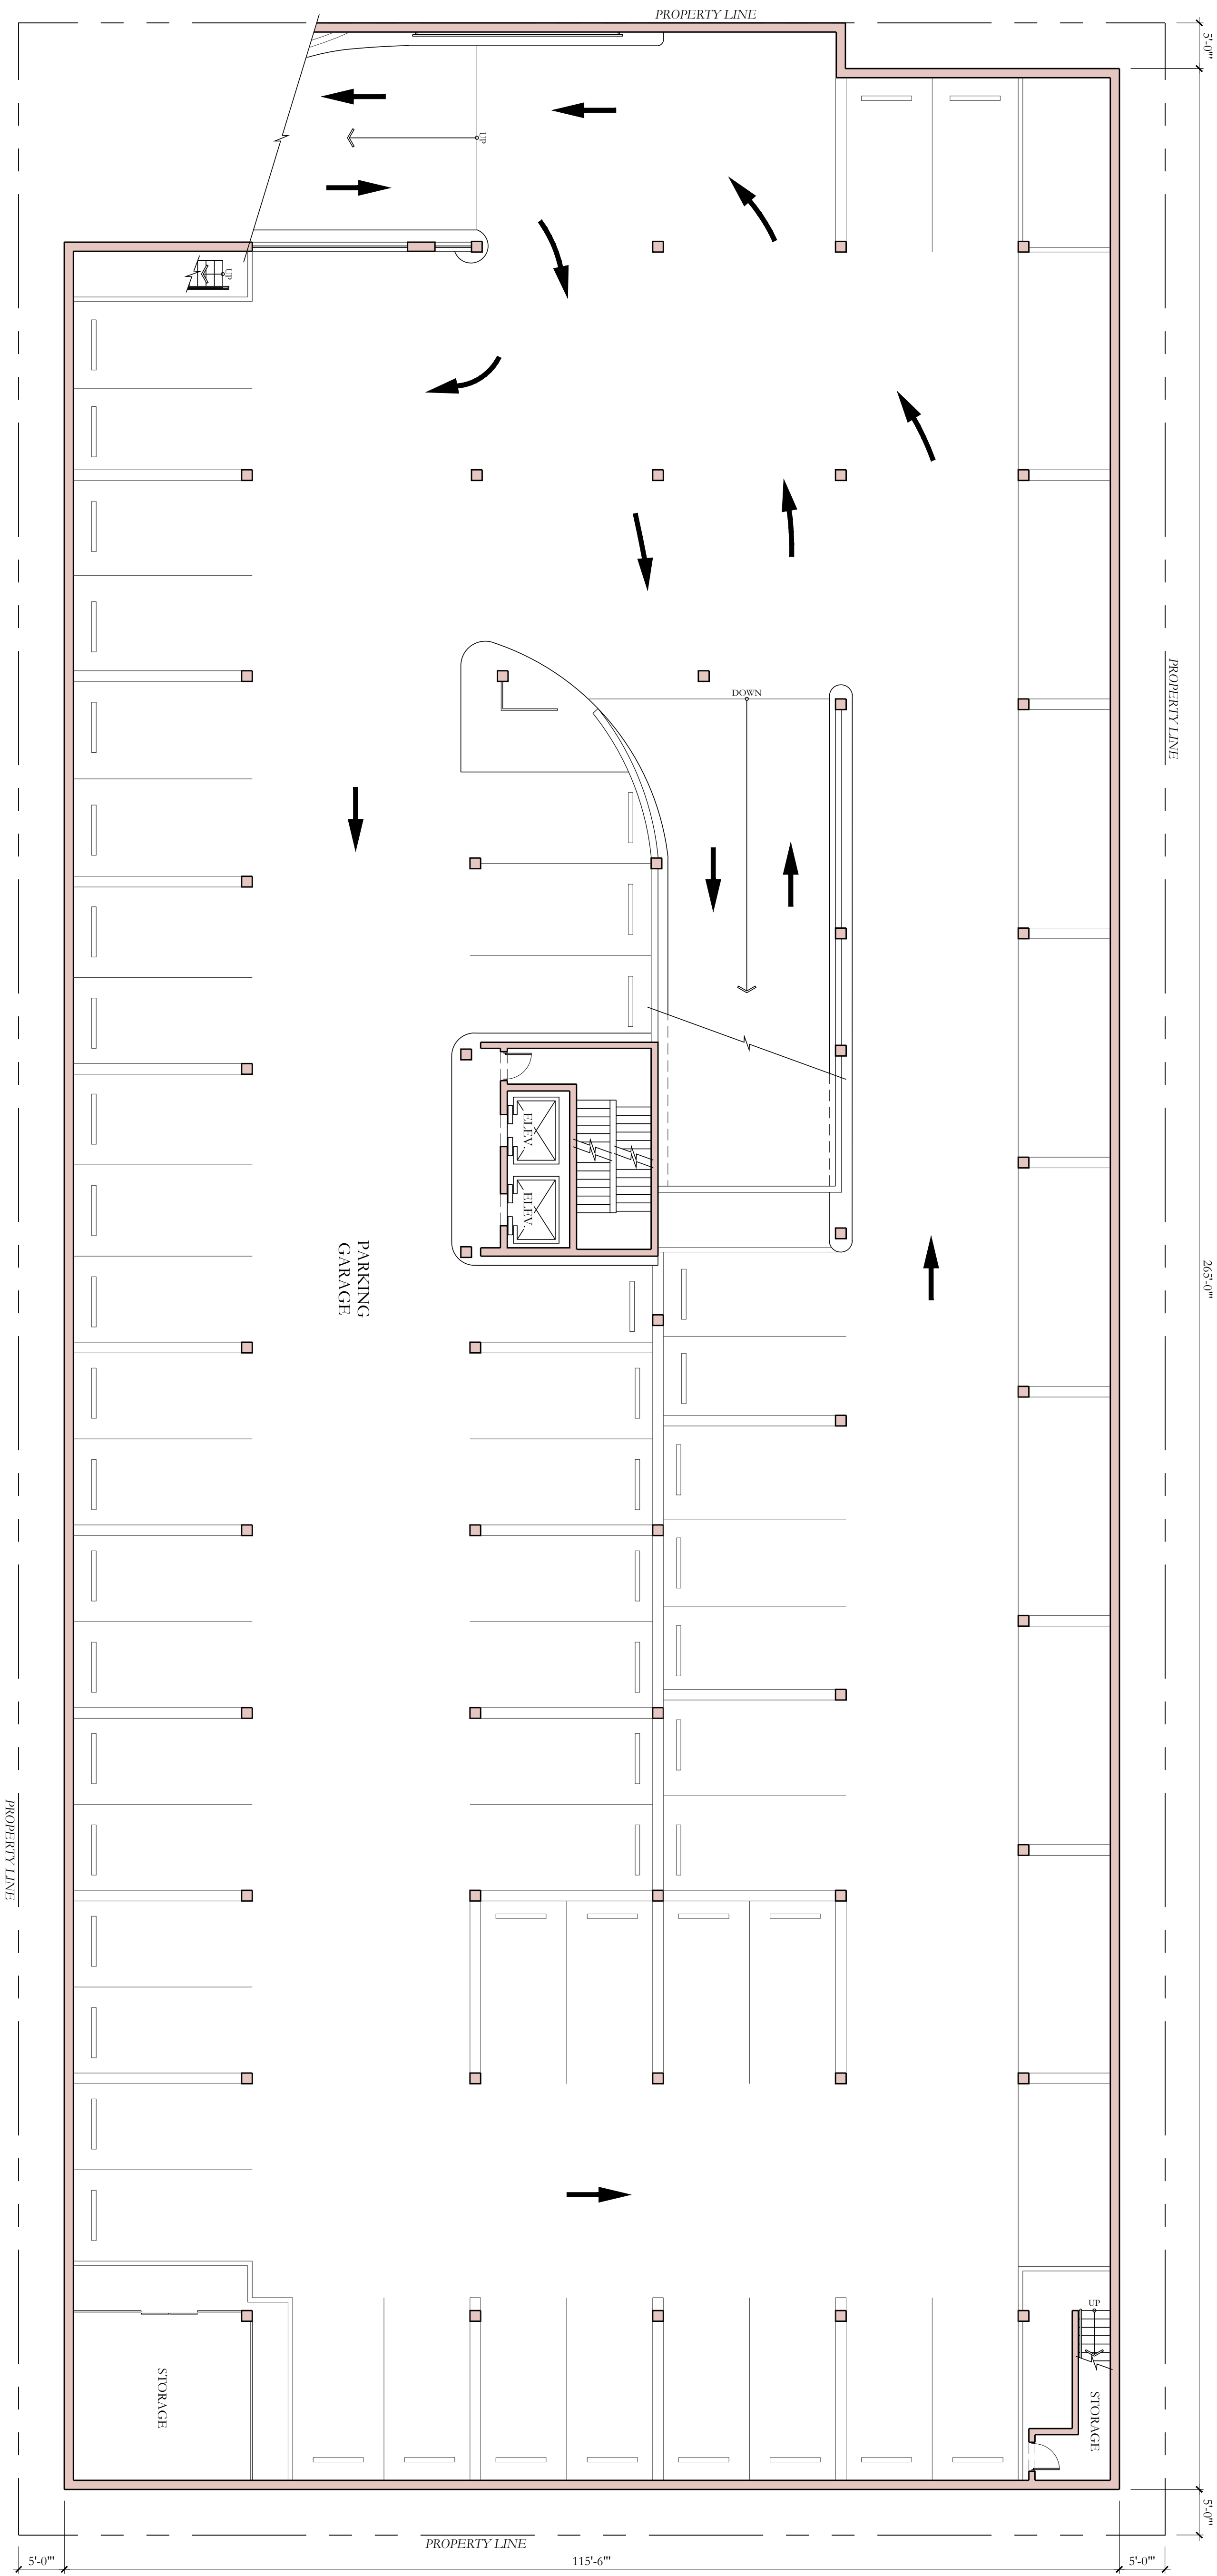 PROPERTY LINE
5'-0"'
UP
UP
PROPERTY LINE
DOWN
ELEV.
ELEV.
PARKING
GARAGE
265'-0"'
PROPERTY LINE
UP
STORAGE
STORAGE
5'-0"'
PROPERTY LINE
5'-0"'
115'-6"'
5'-0"'